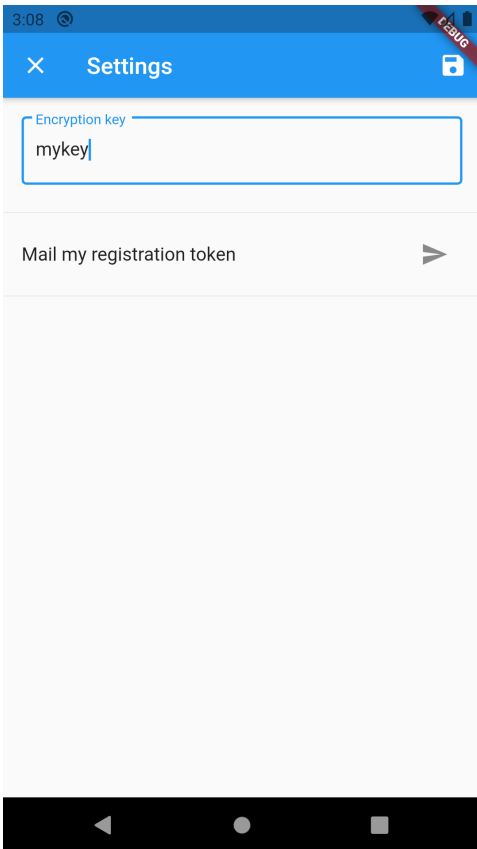 3:08
DEBUG
Settings
Encryption key
mykey
Mail my registration token